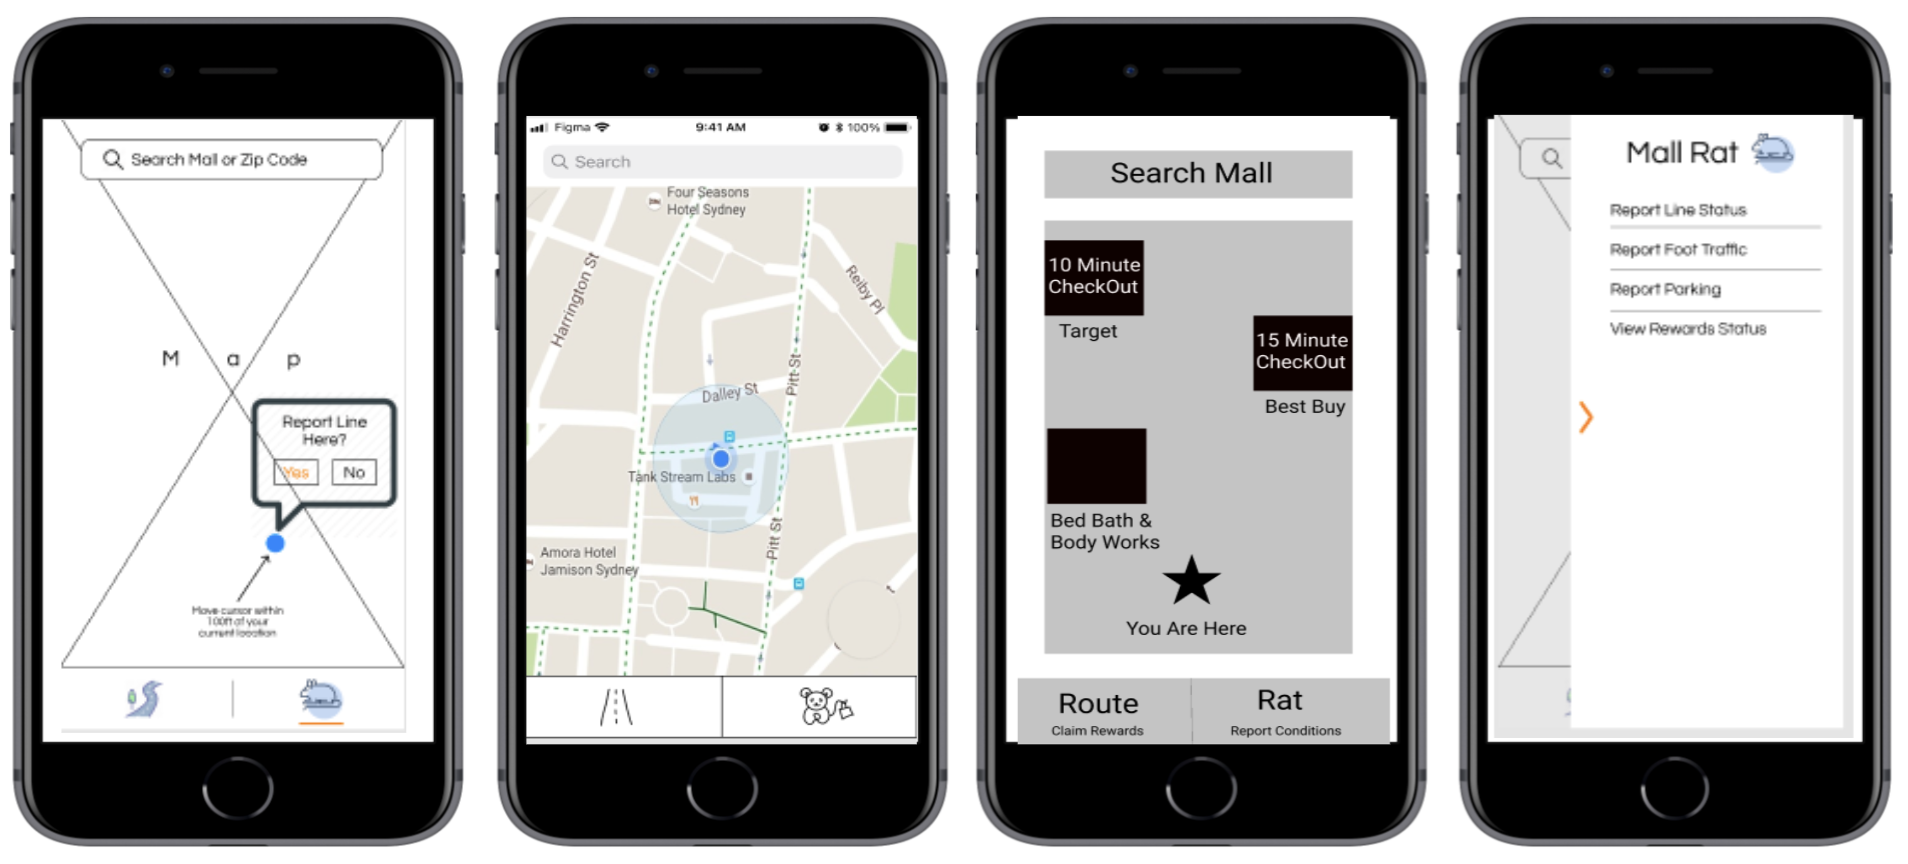 Search Mall or Zip Code
M a p
Report Line
Here?
Yes
No
Move cursor within
100ft of your
current location
Figma
9:41 AM
100%
Search
Four Seasons
Hotel Sydney
Harrington St
Reiby Pl
Pitt St
Dalley St
Tank Stream Labs
Pitt St
Amora Hotel
Jamison Sydney
Search Mall
10 Minute
CheckOut
Target
15 Minute
CheckOut
Best Buy
Bed Bath &
Body Works
You Are Here
Route
Claim Rewards
Rat
Report Conditions
Mall Rat
Report Line Status
Report Foot Traffic
Report Parking
View Rewards Status